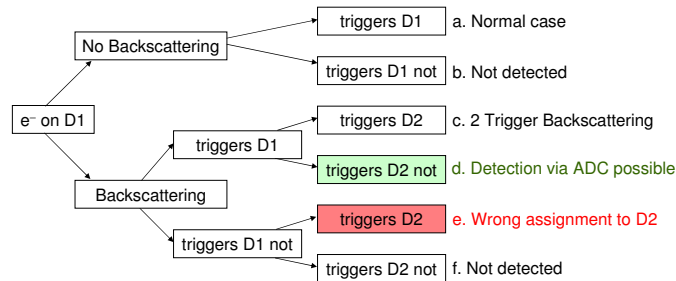 triggers D1 a. Normal case
No Backscattering
triggers D1 not b. Not detected
e⁻ on D1
triggers D2 c. 2 Trigger Backscattering
triggers D1
triggers D2 not d. Detection via ADC possible
Backscattering
triggers D2 e. Wrong assignment to D2
triggers D1 not
triggers D2 not f. Not detected